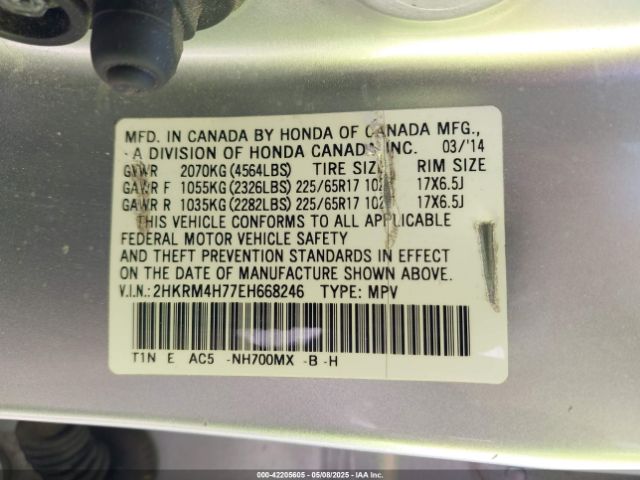 MFD. IN CANADA BY HONDA OF CANADA MFG.,
A DIVISION OF HONDA CANADA INC. 03/'14
GVWR 2070KG(4564LBS) TIRE SIZE RIM SIZE
GAWR F 1055KG(2326LBS) 225/65R17 102 17X6.5J
GAWR R 1035KG(2282LBS) 225/65R17 102 17X6.5J
THIS VEHICLE CONFORMS TO ALL APPLICABLE
FEDERAL MOTOR VEHICLE SAFETY
AND THEFT PREVENTION STANDARDS IN EFFECT
ON THE DATE OF MANUFACTURE SHOWN ABOVE.
V.I.N.:2HKRM4H77EH668246 TYPE: MPV
T1N E AC5 -NH700MX -B -H
000-42205605 - 05/08/2025 - IAA Inc.